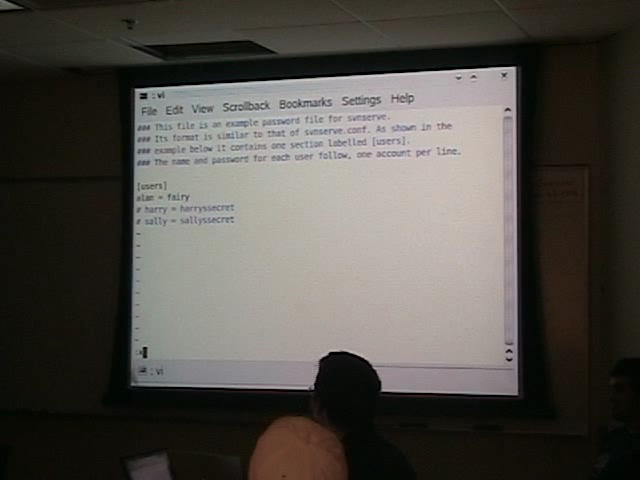 : vi
File Edit View Scrollback Bookmarks Settings Help
### This file is an example password file for svnserve.
### Its format is similar to that of svnserve.conf. As shown in the
### example below it contains one section labelled [users].
### The name and password for each user follow, one account per line.
[users]
alan = fairy
# harry = harryssecret
# sally = sallyssecret
~
~
~
~
~
~
~
~
: vi